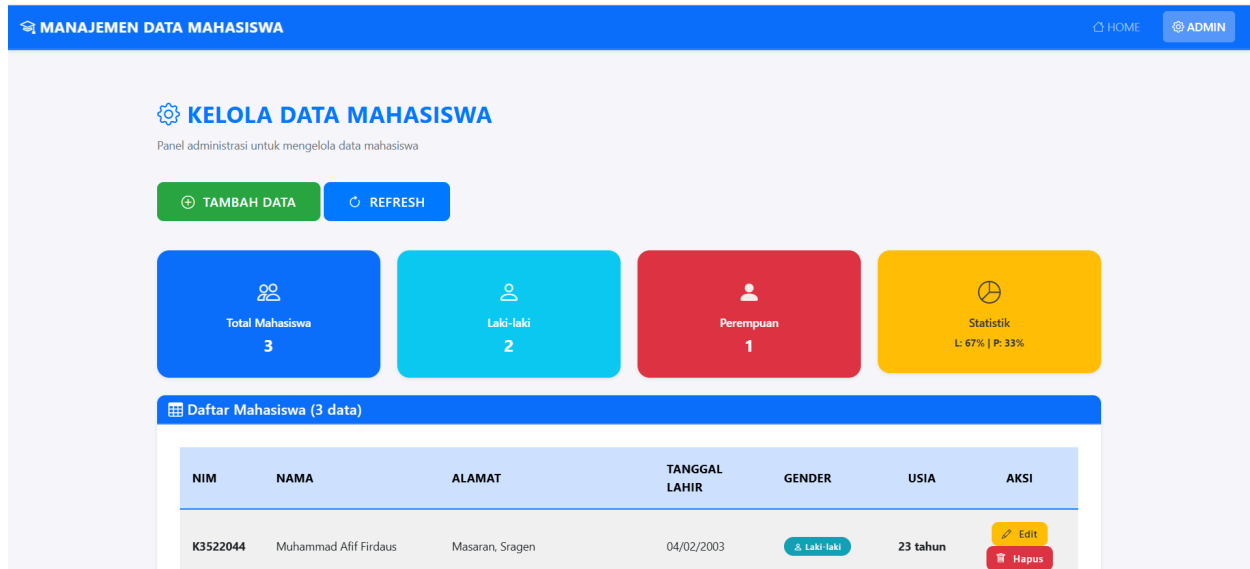 MANAJEMEN DATA MAHASISWA
HOME
ADMIN
KELOLA DATA MAHASISWA
Panel administrasi untuk mengelola data mahasiswa
TAMBAH DATA
REFRESH
Total Mahasiswa
3
Laki-laki
2
Perempuan
1
Statistik
L: 67% | P: 33%
Daftar Mahasiswa (3 data)
NIM
NAMA
ALAMAT
TANGGAL
LAHIR
GENDER
USIA
AKSI
K3522044
Muhammad Afif Firdaus
Masaran, Sragen
04/02/2003
Laki-laki
23 tahun
Edit
Hapus